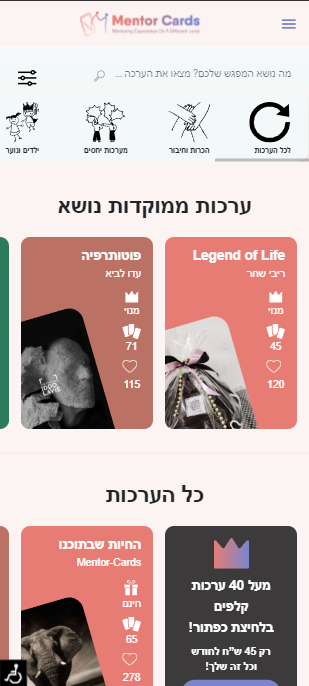 Mentor Cards
Mentoring Experience On A Different Level
מה נושא המפגש שלכם? מצאו את הערכה ...
לכל הערכות
הכרות וחיבור
מערכות יחסים
ילדים ונוער
ערכות ממוקדות נושא
Legend of Life
ריבי שחר
מנוי
45
120
פוטותרפיה
עדו לביא
מנוי
71
115
כל הערכות
מעל 40 ערכות
קלפים
בלחיצת כפתור!
רק 45 ש"ח לחודש
וכל זה שלך!
החיות שבתוכנו
Mentor-Cards
חינם
65
278